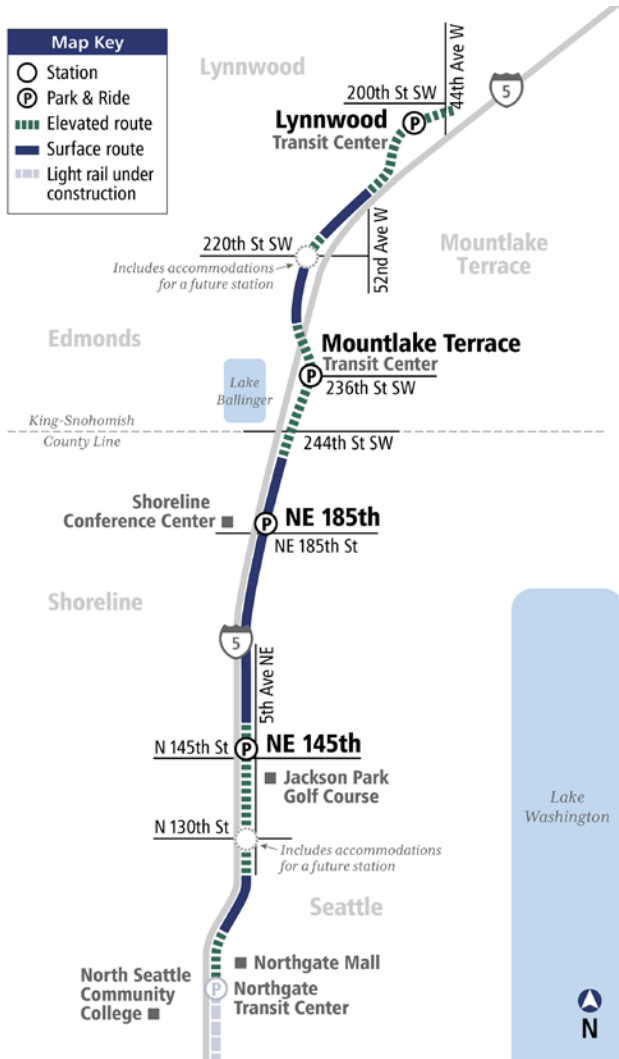 Map Key
Station
P
Park & Ride
Elevated route
Surface route
Light rail under
construction
Lynnwood
200th St SW
44th Ave W
5
Lynnwood
Transit Center
P
220th St SW
52nd Ave W
Includes accommodations
for a future station
Mountlake
Terrace
Edmonds
Mountlake Terrace
Transit Center
P
236th St SW
Lake
Ballinger
King-Snohomish
County Line
244th St SW
Shoreline
Conference Center
P
NE 185th
NE 185th St
Shoreline
5
5th Ave NE
N 145th St
P
NE 145th
Jackson Park
Golf Course
N 130th St
Includes accommodations
for a future station
Lake
Washington
Seattle
Northgate Mall
North Seattle
Community
College
P
Northgate
Transit Center
N